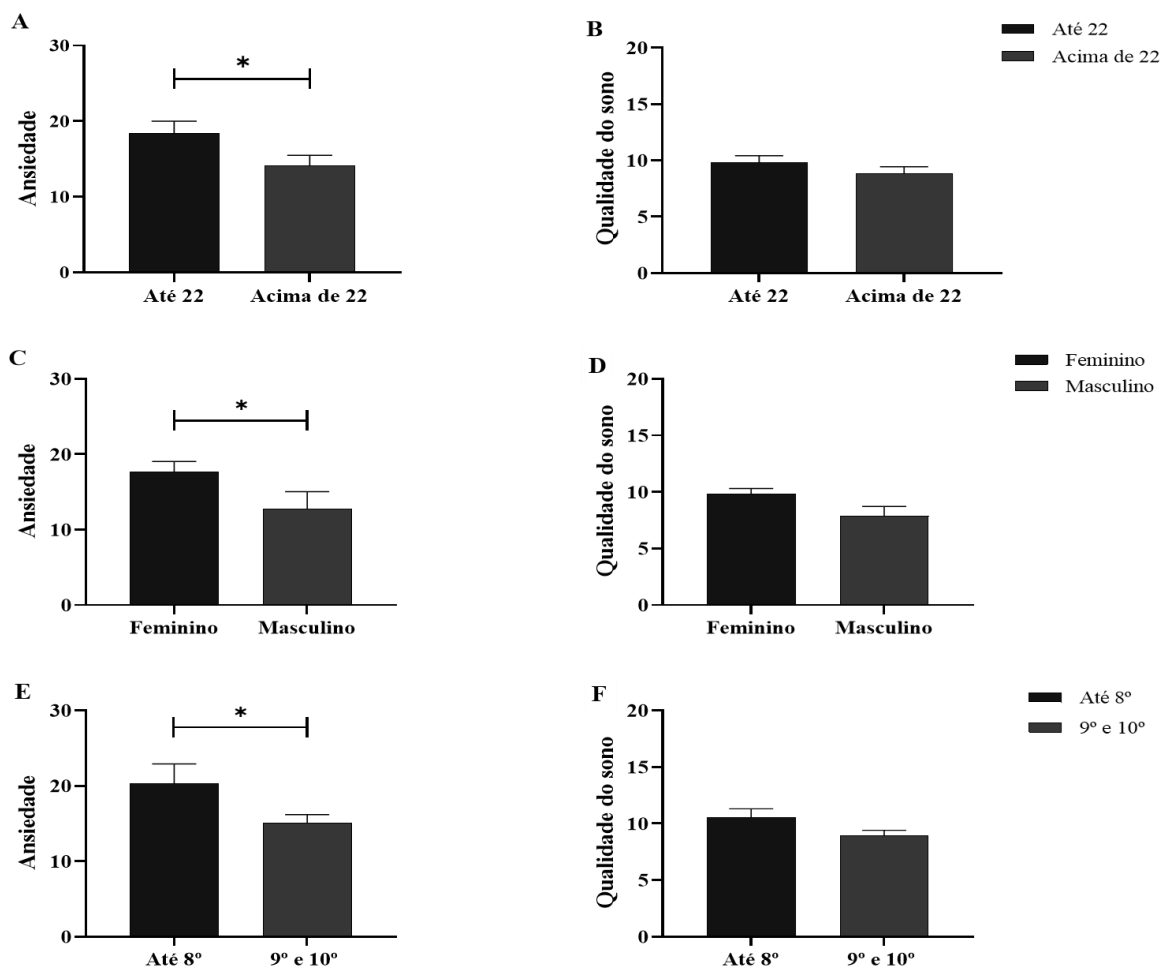 A
Ansiedade
30
20
10
0
*
Até 22
Acima de 22
B
Qualidade do sono
20
15
10
5
0
Até 22
Acima de 22
Até 22
Acima de 22
C
Ansiedade
30
20
10
0
*
Feminino
Masculino
D
Qualidade do sono
20
15
10
5
0
Feminino
Masculino
Feminino
Masculino
E
Ansiedade
30
20
10
0
*
Até 8º
9º e 10º
F
Qualidade do sono
20
15
10
5
0
Até 8º
9º e 10º
Até 8º
9º e 10º